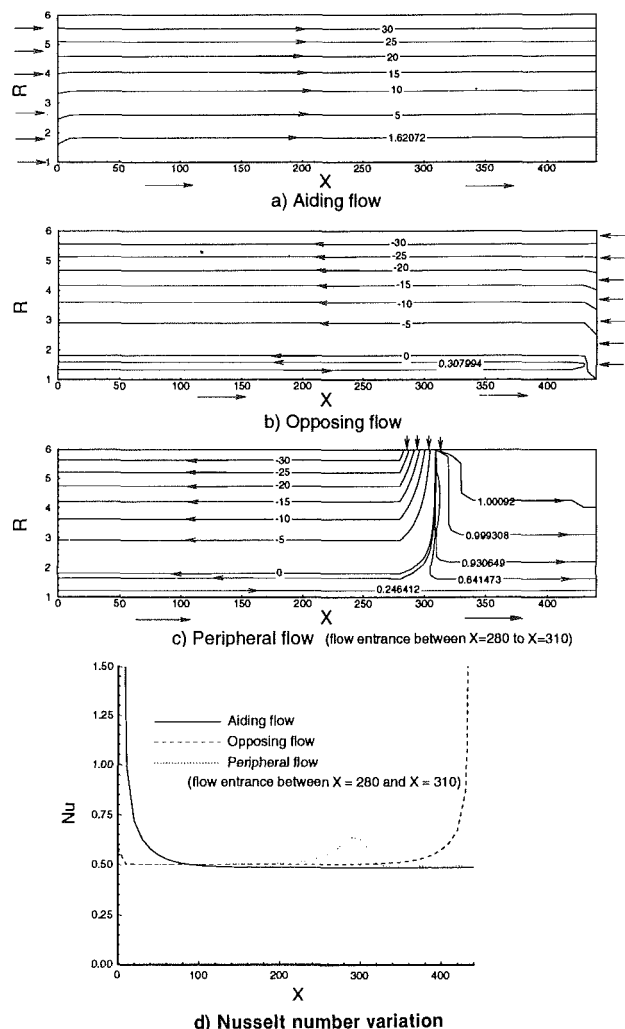 6
5
4
3
2
1
R
30
25
20
15
10
5
1.62072
0 50 100 150 200 250 300 350 400
X
a) Aiding flow
6
5
4
3
2
1
R
-30
-25
-20
-15
-10
-5
0
0.307994
0 50 100 150 200 250 300 350 400
X
b) Opposing flow
6
5
4
3
2
1
R
-30
-25
-20
-15
-10
-5
0
1.00092
0.999308
0.930649
0.641473
0.246412
0 50 100 150 200 250 300 350 400
X
c) Peripheral flow (flow entrance between X=280 to X=310)
1.50
1.25
1.00
0.75
0.50
0.25
0.00
Nu
Aiding flow
Opposing flow
Peripheral flow
(flow entrance between X = 280 and X = 310)
0 100 200 300 400
X
d) Nusselt number variation